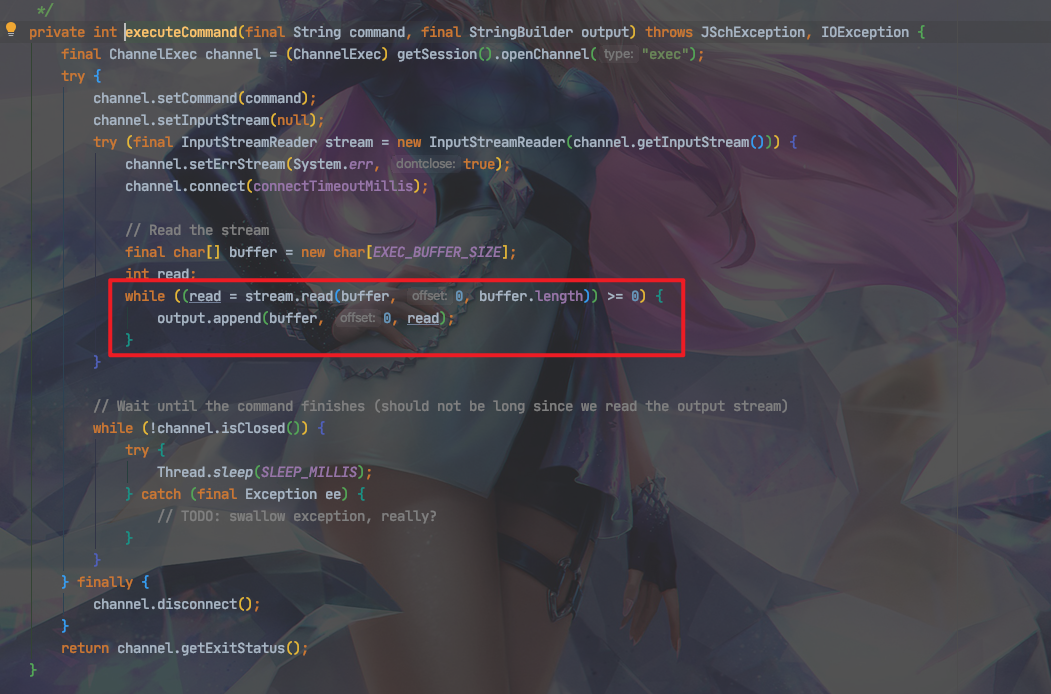 */
private int executeCommand(final String command, final StringBuilder output) throws JSchException, IOException {
final ChannelExec channel = (ChannelExec) getSession().openChannel( type: "exec");
try {
channel.setCommand(command);
channel.setInputStream(null);
try (final InputStreamReader stream = new InputStreamReader(channel.getInputStream())) {
channel.setErrStream(System.err, dontclose: true);
channel.connect(connectTimeoutMillis);
// Read the stream
final char[] buffer = new char[EXEC_BUFFER_SIZE];
int read;
while ((read = stream.read(buffer, offset: 0, buffer.length)) >= 0) {
output.append(buffer, offset: 0, read);
}
}
// Wait until the command finishes (should not be long since we read the output stream)
while (!channel.isClosed()) {
try {
Thread.sleep(SLEEP_MILLIS);
} catch (final Exception ee) {
// TODO: swallow exception, really?
}
}
} finally {
channel.disconnect();
}
return channel.getExitStatus();
}